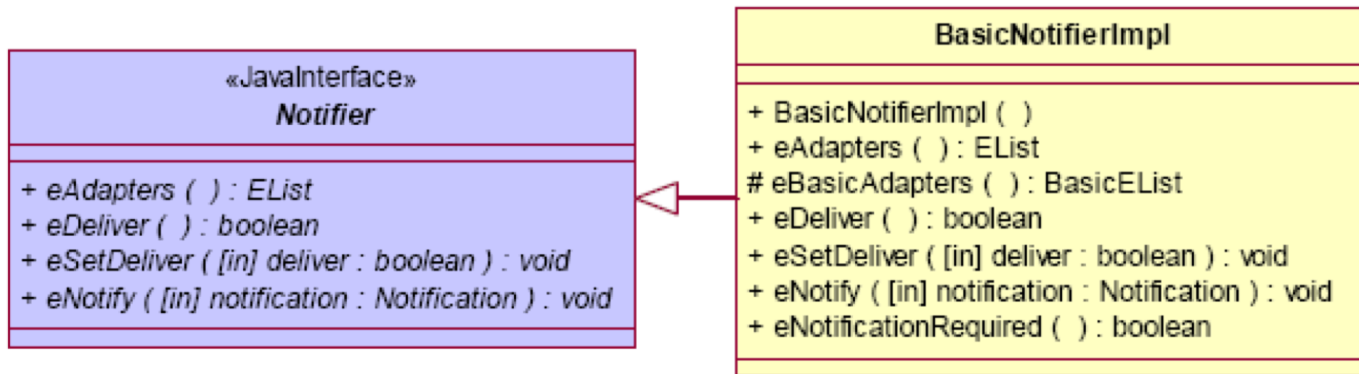 «JavaInterface»
Notifier
+ eAdapters ( ) : EList
+ eDeliver ( ) : boolean
+ eSetDeliver ( [in] deliver : boolean ) : void
+ eNotify ( [in] notification : Notification ) : void
BasicNotifierImpl
+ BasicNotifierImpl ( )
+ eAdapters ( ) : EList
# eBasicAdapters ( ) : BasicEList
+ eDeliver ( ) : boolean
+ eSetDeliver ( [in] deliver : boolean ) : void
+ eNotify ( [in] notification : Notification ) : void
+ eNotificationRequired ( ) : boolean